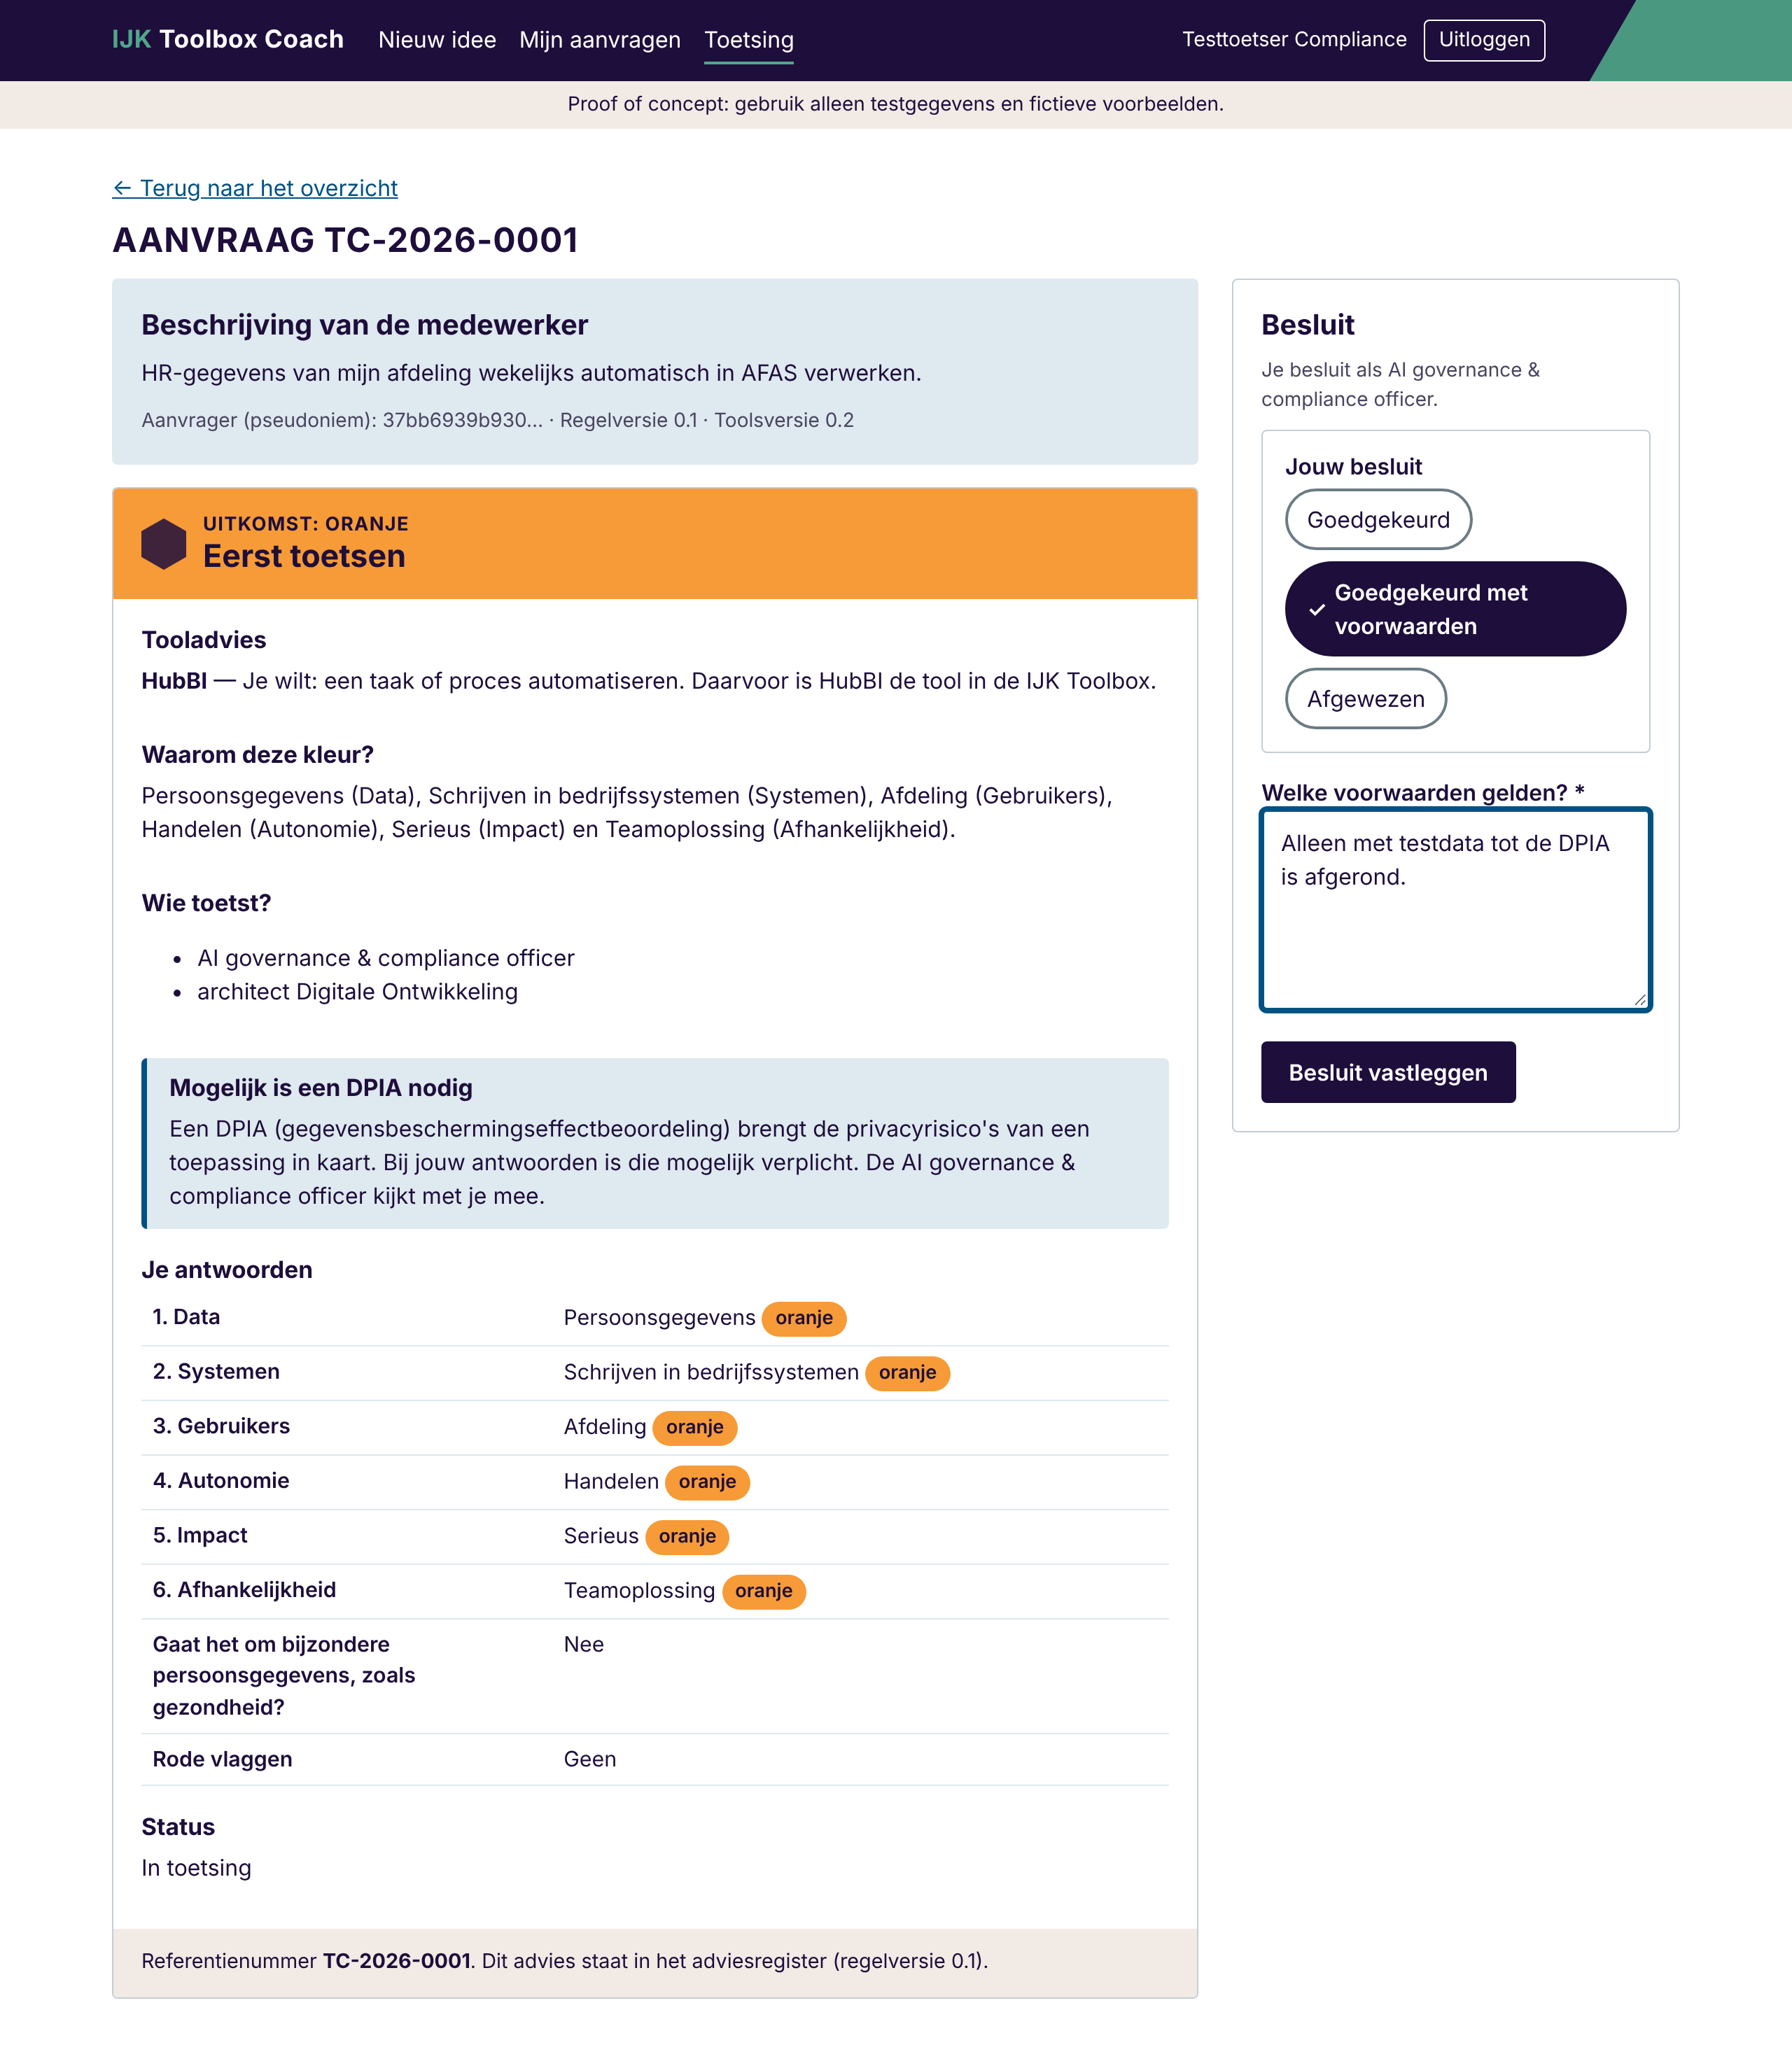 IJK Toolbox Coach Nieuw idee Mijn aanvragen Toetsing Testtoetser Compliance Uitloggen
Proof of concept: gebruik alleen testgegevens en fictieve voorbeelden.
← Terug naar het overzicht
AANVRAAG TC-2026-0001
Beschrijving van de medewerker
HR-gegevens van mijn afdeling wekelijks automatisch in AFAS verwerken.
Aanvrager (pseudoniem): 37bb6939b930... · Regelversie 0.1 · Toolsversie 0.2
UITKOMST: ORANJE
Eerst toetsen
Tooladvies
HubBI — Je wilt: een taak of proces automatiseren. Daarvoor is HubBI de tool in de IJK Toolbox.
Waarom deze kleur?
Persoonsgegevens (Data), Schrijven in bedrijfssystemen (Systemen), Afdeling (Gebruikers),
Handelen (Autonomie), Serieus (Impact) en Teamoplossing (Afhankelijkheid).
Wie toetst?
• AI governance & compliance officer
• architect Digitale Ontwikkeling
Mogelijk is een DPIA nodig
Een DPIA (gegevensbeschermingseffectbeoordeling) brengt de privacyrisico's van een
toepassing in kaart. Bij jouw antwoorden is die mogelijk verplicht. De AI governance &
compliance officer kijkt met je mee.
Je antwoorden
1. Data Persoonsgegevens oranje
2. Systemen Schrijven in bedrijfssystemen oranje
3. Gebruikers Afdeling oranje
4. Autonomie Handelen oranje
5. Impact Serieus oranje
6. Afhankelijkheid Teamoplossing oranje
Gaat het om bijzondere Nee
persoonsgegevens, zoals
gezondheid?
Rode vlaggen Geen
Status
In toetsing
Referentienummer TC-2026-0001. Dit advies staat in het adviesregister (regelversie 0.1).
Besluit
Je besluit als AI governance &
compliance officer.
Jouw besluit
Goedgekeurd
✓ Goedgekeurd met
voorwaarden
Afgewezen
Welke voorwaarden gelden? *
Alleen met testdata tot de DPIA
is afgerond.
Besluit vastleggen